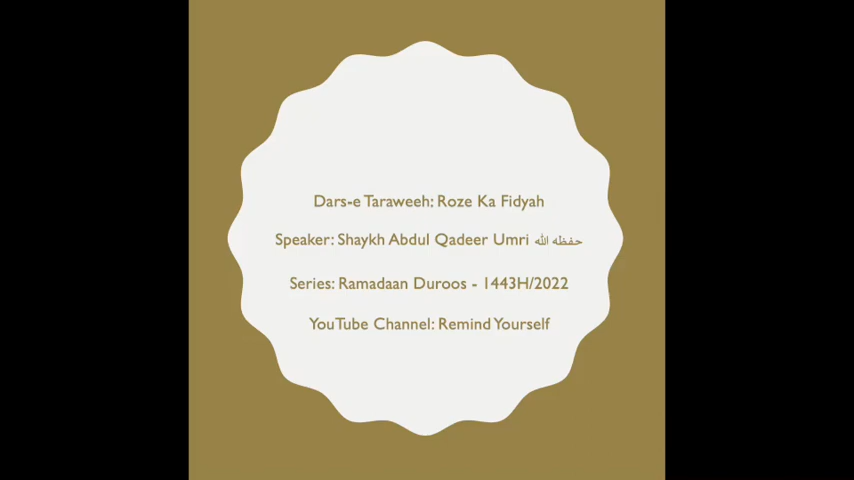 Dars-e Taraweeh: Roze Ka Fidyah
Speaker: Shaykh Abdul Qadeer Umri حفظه الله
Series: Ramadaan Duroos - 1443H/2022
YouTube Channel: Remind Yourself